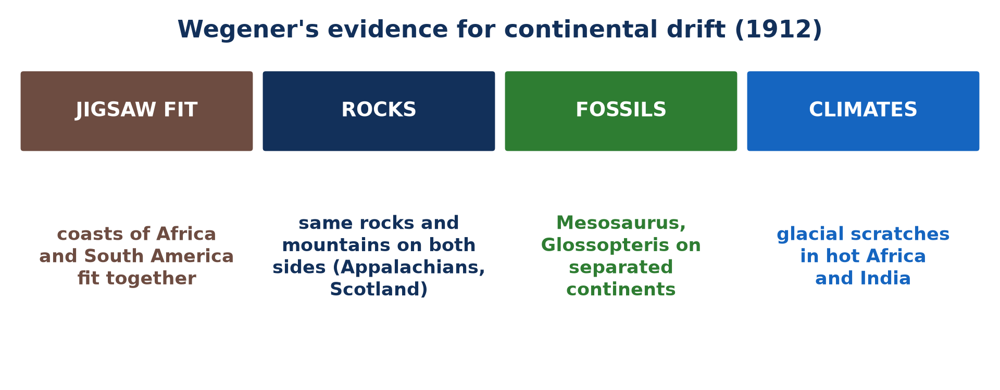 Wegener's evidence for continental drift (1912)
JIGSAW FIT
ROCKS
FOSSILS
CLIMATES
coasts of Africa
and South America
fit together
same rocks and
mountains on both
sides (Appalachians,
Scotland)
Mesosaurus,
Glossopteris on
separated
continents
glacial scratches
in hot Africa
and India